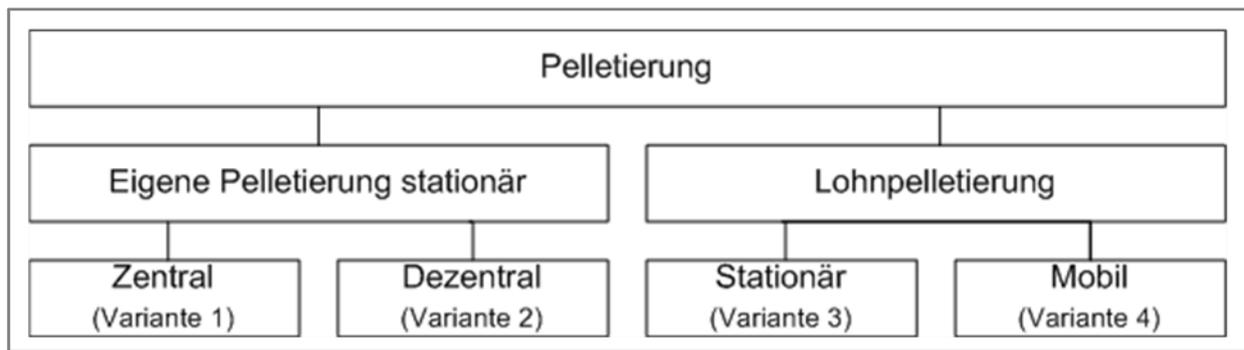 Pelletierung
Eigene Pelletierung stationär
Lohnpelletierung
Zentral
(Variante 1)
Dezentral
(Variante 2)
Stationär
(Variante 3)
Mobil
(Variante 4)